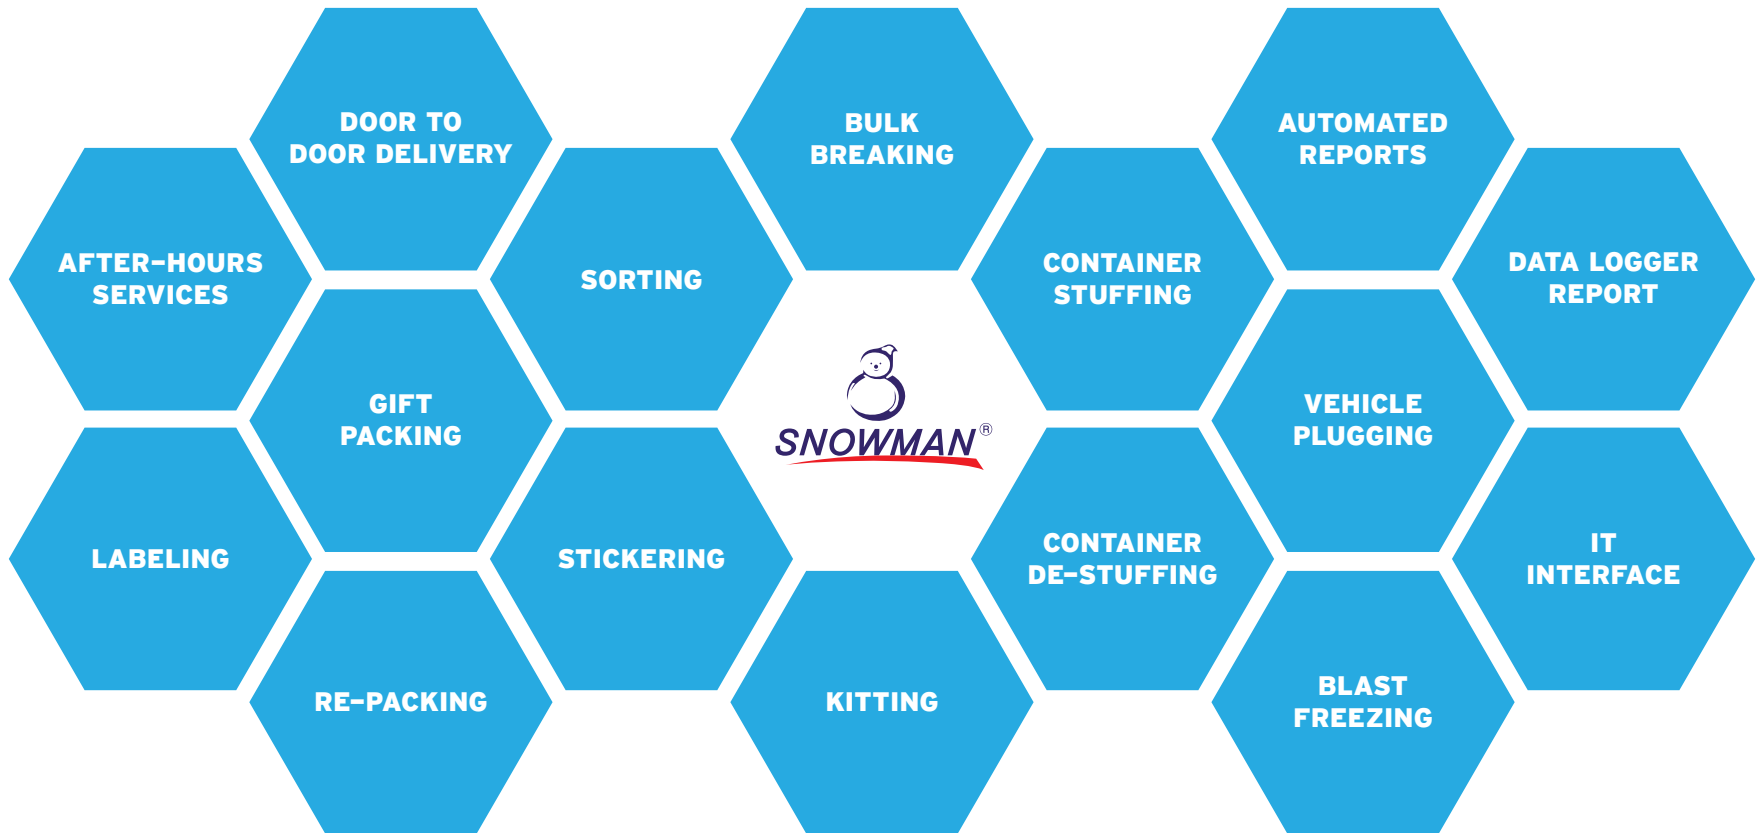 DOOR TO
DOOR DELIVERY
BULK
BREAKING
AUTOMATED
REPORTS
AFTER-HOURS
SERVICES
SORTING
CONTAINER
STUFFING
DATA LOGGER
REPORT
GIFT
PACKING
SNOWMAN®
VEHICLE
PLUGGING
LABELING
STICKERING
CONTAINER
DE-STUFFING
IT
INTERFACE
RE-PACKING
KITTING
BLAST
FREEZING